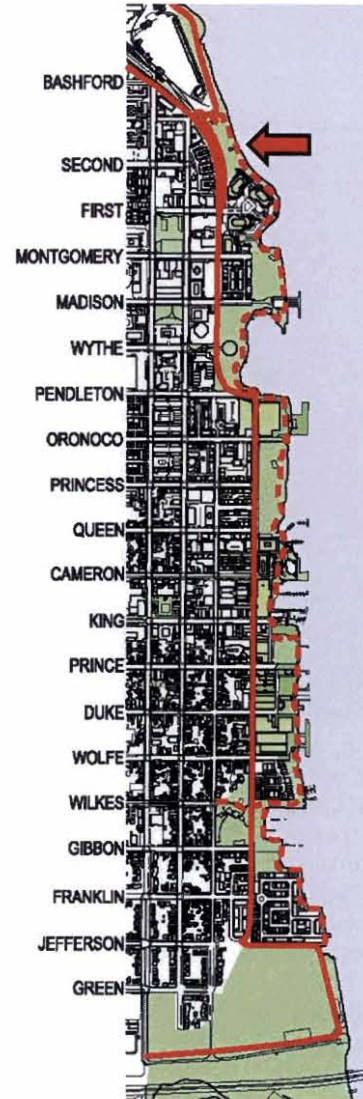 BASHFORD
SECOND
FIRST
MONTGOMERY
MADISON
WYTHE
PENDLETON
ORONOCO
PRINCESS
QUEEN
CAMERON
KING
PRINCE
DUKE
WOLFE
WILKES
GIBBON
FRANKLIN
JEFFERSON
GREEN